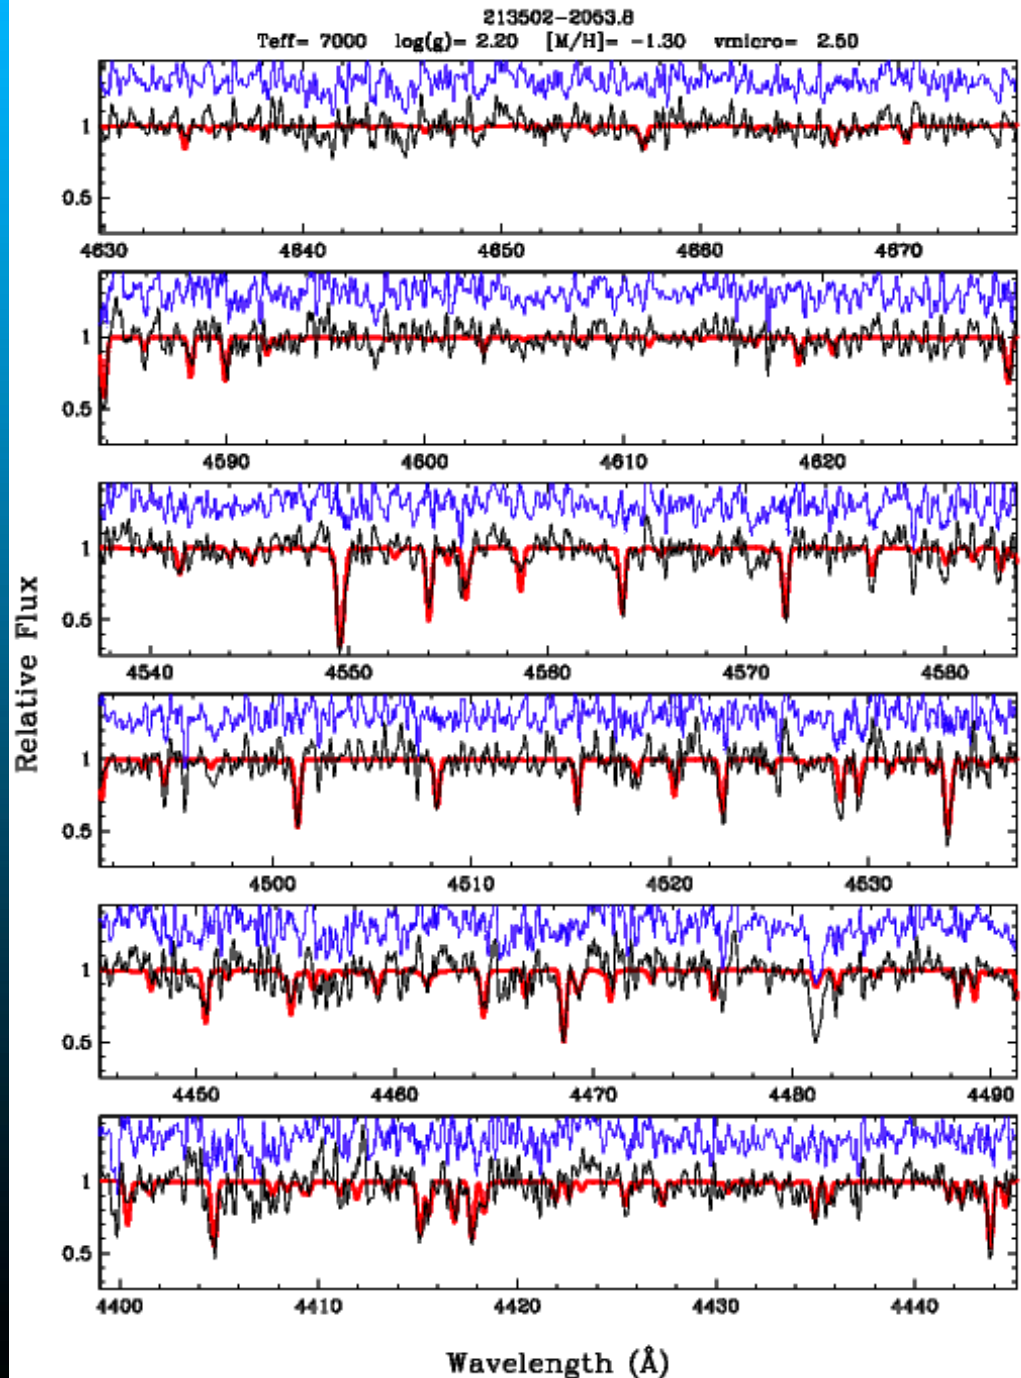 213502-2053.8
Teff= 7000 log(g)= 2.20 [M/H]= -1.30 vmicro= 2.50
1
0.5
4630 4640 4650 4660 4670
1
0.5
4590 4600 4610 4620
1
0.5
4540 4550 4560 4570 4580
1
0.5
4500 4510 4520 4530
1
0.5
4450 4460 4470 4480 4490
1
0.5
4400 4410 4420 4430 4440
Relative Flux
Wavelength (Å)